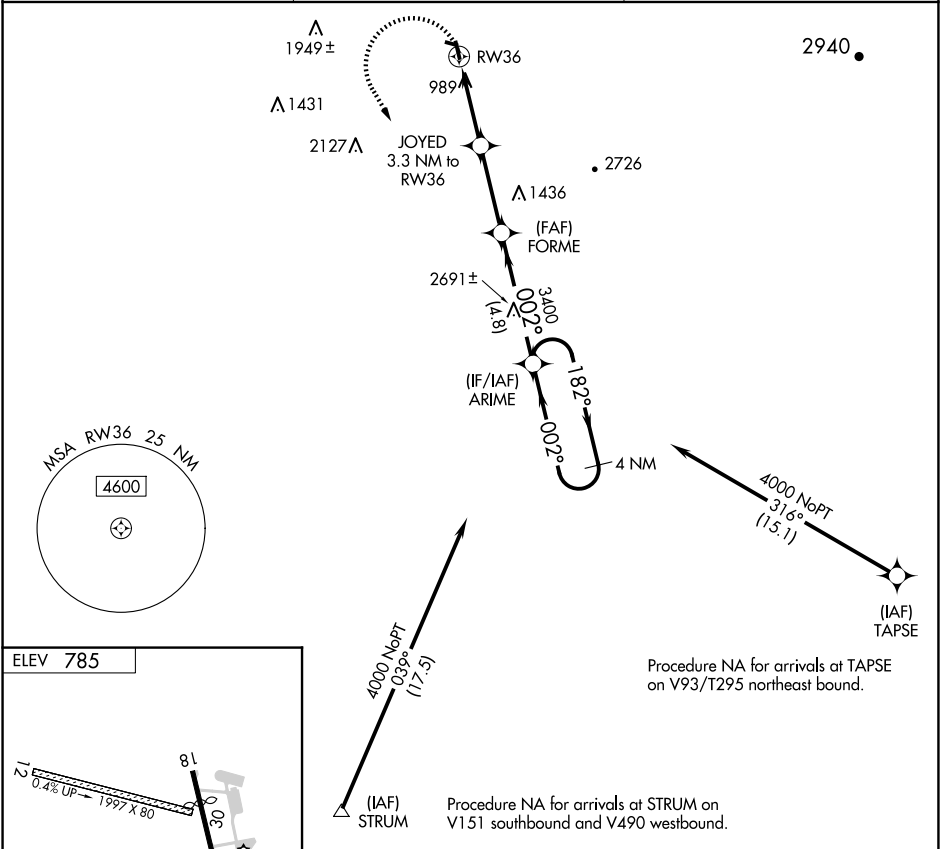 1949 ±
RW36
2940
989
1431
2127
JOYED
3.3 NM to
RW36
2726
1436
(FAF)
FORME
2691±
3400
002°
(4.8)
(IF/IAF)
ARIME
182°
002°
4 NM
MSA RW36 25 NM
4600
4000 NoPT
316°
(15.1)
(IAF)
TAPSE
4000 NoPT
039°
(17.5)
Procedure NA for arrivals at TAPSE
on V93/T295 northeast bound.
ELEV 785
12
0.4% UP
1997 X 80
18
30
(IAF)
STRUM
Procedure NA for arrivals at STRUM on
V151 southbound and V490 westbound.